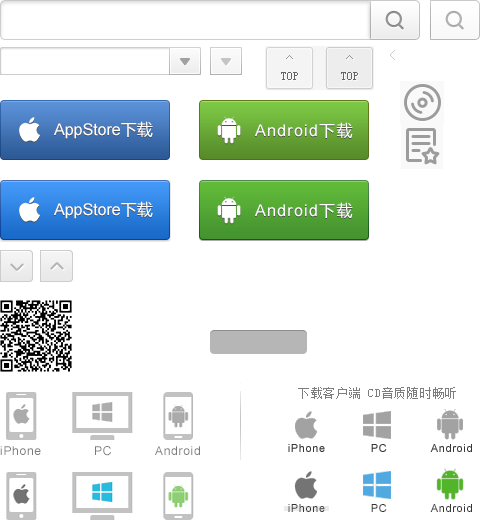 TOP TOP
AppStore下载 Android下载
AppStore下载 Android下载
下载客户端 CD音质随时畅听
iPhone PC Android
iPhone PC Android
iPhone PC Android